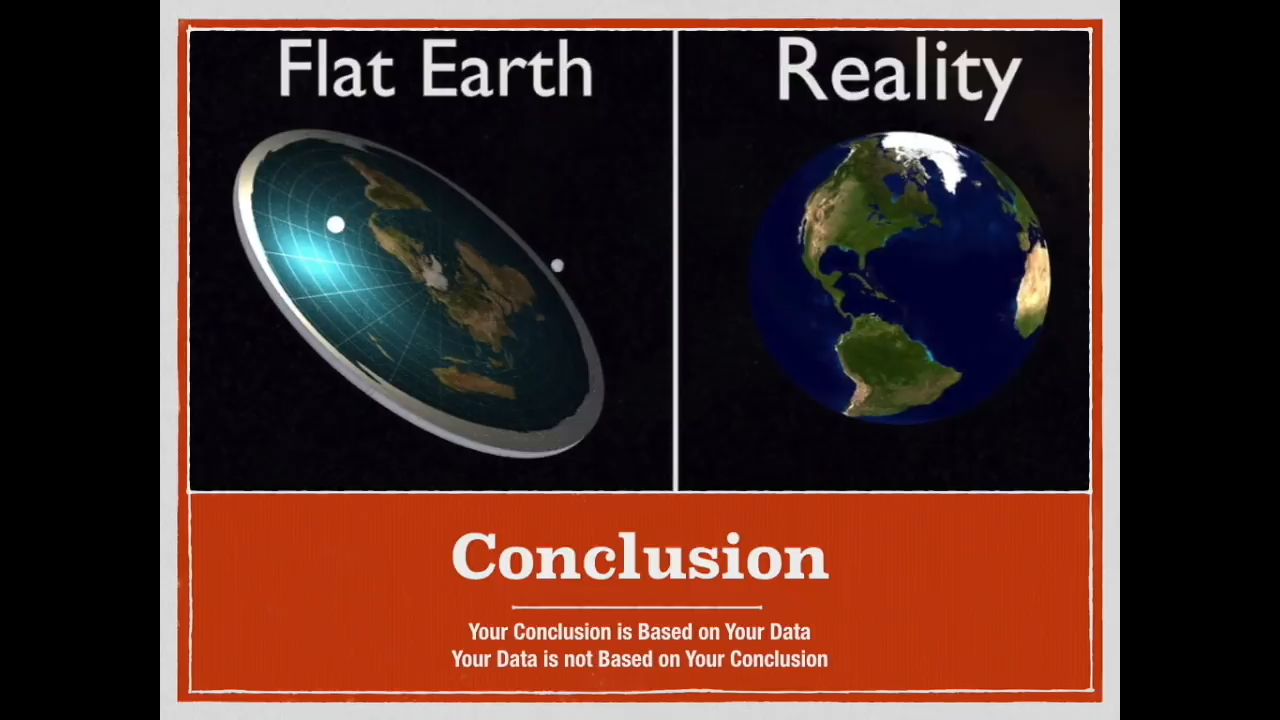 Flat Earth
Reality
Conclusion
Your Conclusion is Based on Your Data
Your Data is not Based on Your Conclusion